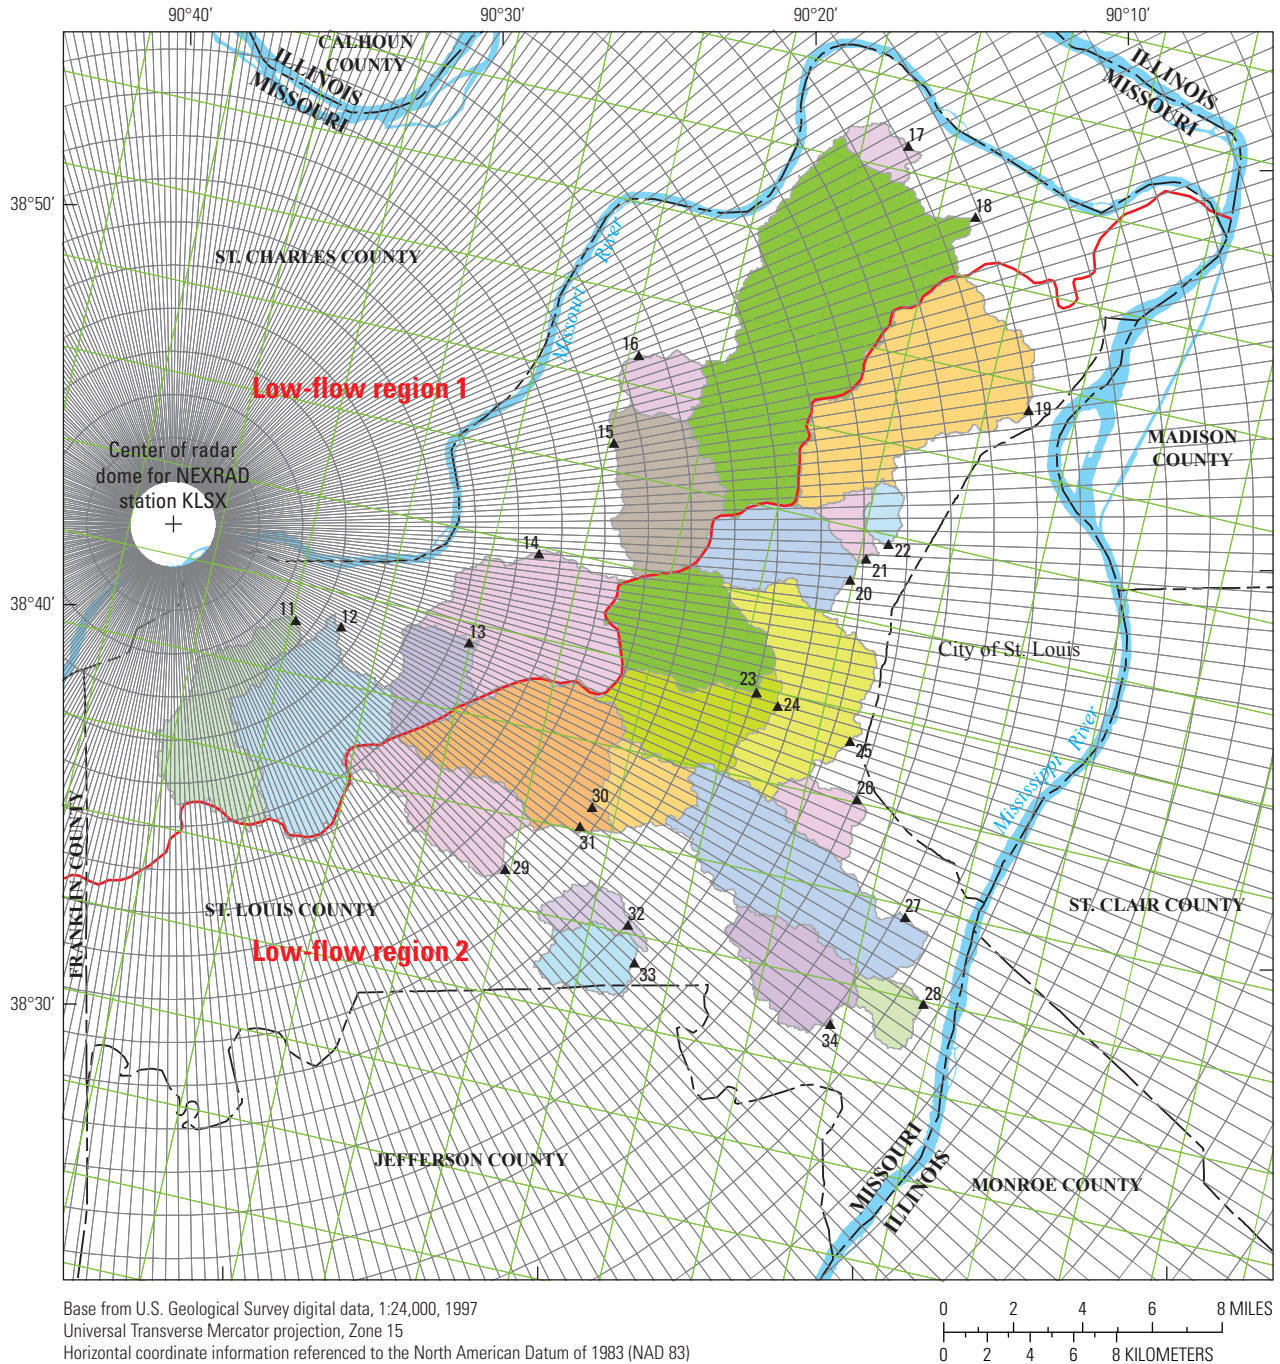 90°40'
90°30'
90°20'
90°10'
CALHOUN
COUNTY
ILLINOIS
MISSOURI
ILLINOIS
MISSOURI
17
38°50'
18
ST. CHARLES COUNTY
Missouri River
16
Low-flow region 1
19
15
MADISON
COUNTY
Center of radar
dome for NEXRAD
station KLSX
14
22
21
20
38°40'
11
12
13
City of St. Louis
23
24
25
Mississippi River
26
30
31
29
FRANKLIN COUNTY
ST. LOUIS COUNTY
32
27
ST. CLAIR COUNTY
Low-flow region 2
33
28
38°30'
34
JEFFERSON COUNTY
MISSOURI
ILLINOIS
MONROE COUNTY
Base from U.S. Geological Survey digital data, 1:24,000, 1997
Universal Transverse Mercator projection, Zone 15
Horizontal coordinate information referenced to the North American Datum of 1983 (NAD 83)
0 2 4 6 8 MILES
0 2 4 6 8 KILOMETERS